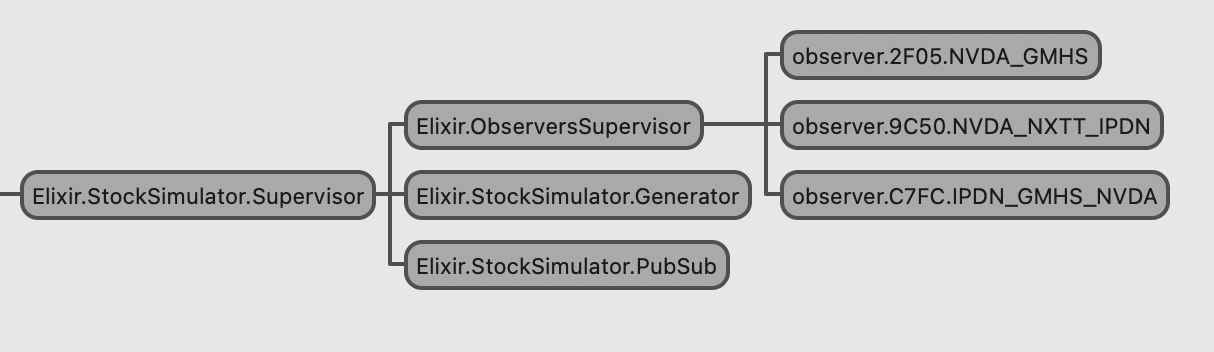 observer.2F05.NVDA_GMHS
Elixir.ObserversSupervisor
observer.9C50.NVDA_NXTT_IPDN
Elixir.StockSimulator.Supervisor
Elixir.StockSimulator.Generator
observer.C7FC.IPDN_GMHS_NVDA
Elixir.StockSimulator.PubSub